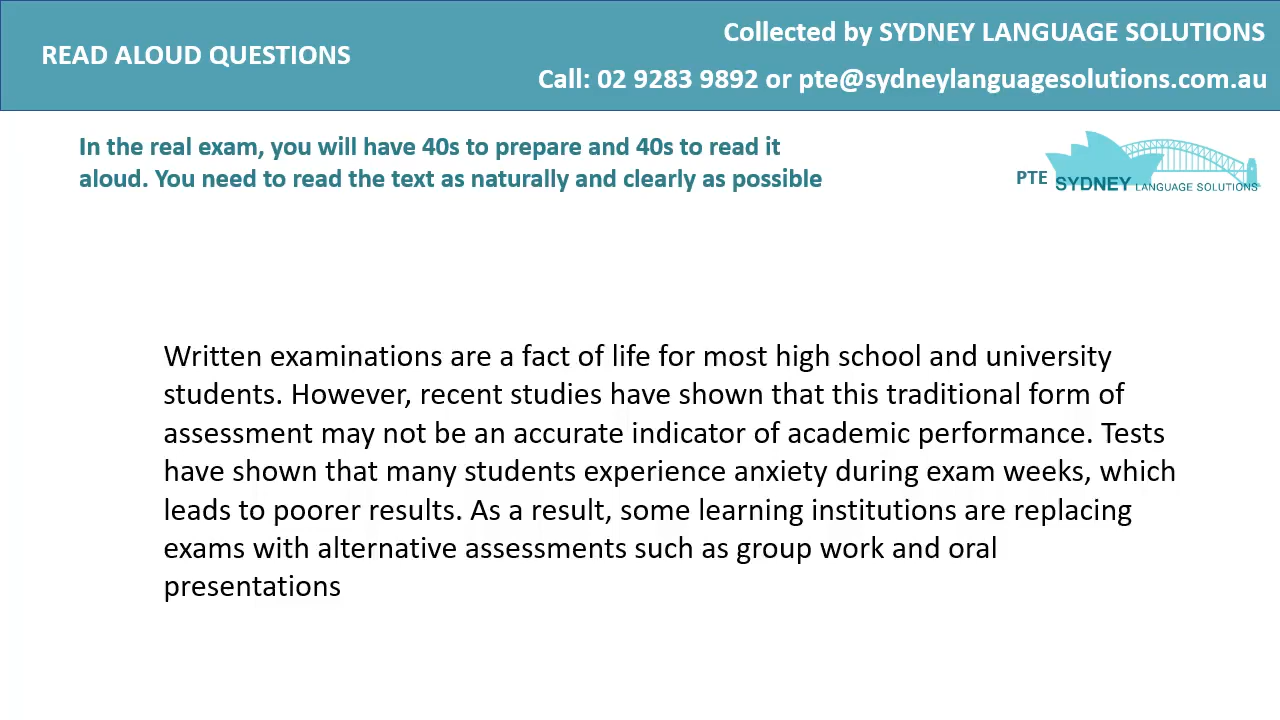 READ ALOUD QUESTIONS
Collected by SYDNEY LANGUAGE SOLUTIONS
Call: 02 9283 9892 or pte@sydneylanguagesolutions.com.au
In the real exam, you will have 40s to prepare and 40s to read it
aloud. You need to read the text as naturally and clearly as possible
PTE SYDNEY LANGUAGE SOLUTIONS
Written examinations are a fact of life for most high school and university
students. However, recent studies have shown that this traditional form of
assessment may not be an accurate indicator of academic performance. Tests
have shown that many students experience anxiety during exam weeks, which
leads to poorer results. As a result, some learning institutions are replacing
exams with alternative assessments such as group work and oral
presentations